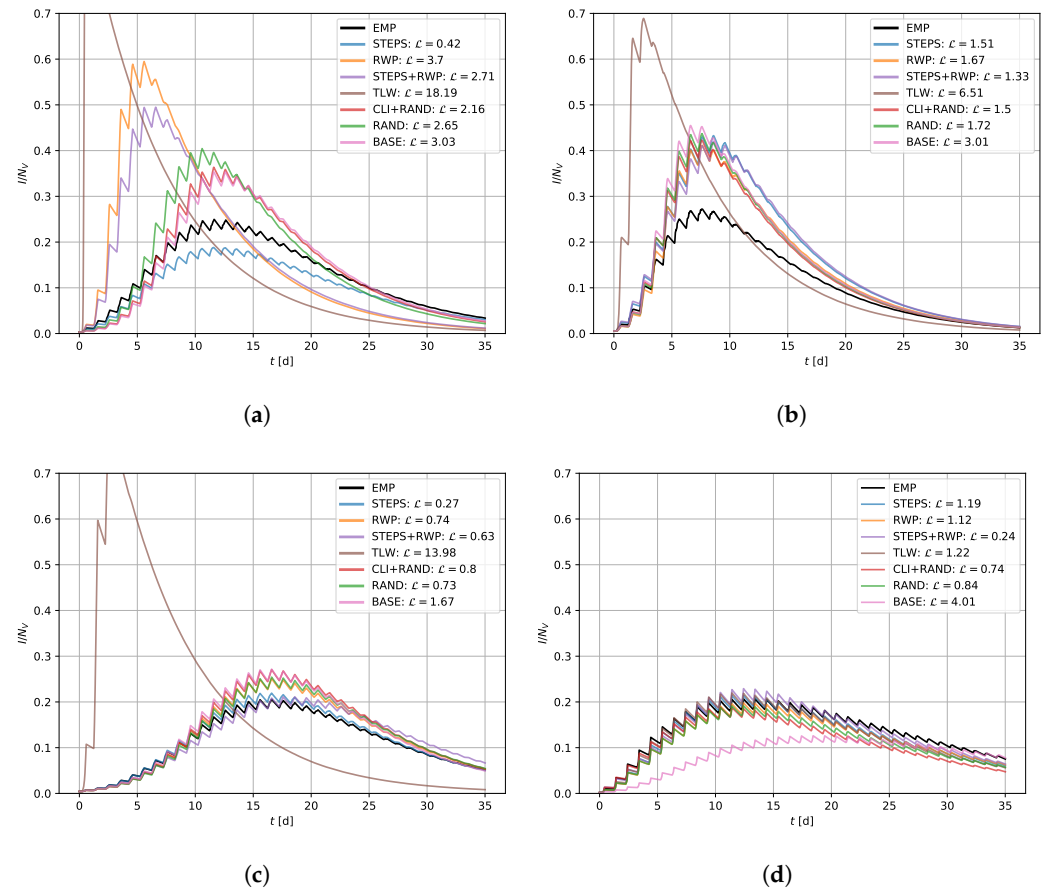 0.7
0.6
0.5
0.4
0.3
0.2
0.1
0.0
I/N_V
0 5 10 15 20 25 30 35
t [d]
EMP
STEPS: ℒ = 0.42
RWP: ℒ = 3.7
STEPS+RWP: ℒ = 2.71
TLW: ℒ = 18.19
CLI+RAND: ℒ = 2.16
RAND: ℒ = 2.65
BASE: ℒ = 3.03
(a)
0.7
0.6
0.5
0.4
0.3
0.2
0.1
0.0
I/N_V
0 5 10 15 20 25 30 35
t [d]
EMP
STEPS: ℒ = 1.51
RWP: ℒ = 1.67
STEPS+RWP: ℒ = 1.33
TLW: ℒ = 6.51
CLI+RAND: ℒ = 1.5
RAND: ℒ = 1.72
BASE: ℒ = 3.01
(b)
0.7
0.6
0.5
0.4
0.3
0.2
0.1
0.0
I/N_V
0 5 10 15 20 25 30 35
t [d]
EMP
STEPS: ℒ = 0.27
RWP: ℒ = 0.74
STEPS+RWP: ℒ = 0.63
TLW: ℒ = 13.98
CLI+RAND: ℒ = 0.8
RAND: ℒ = 0.73
BASE: ℒ = 1.67
(c)
0.7
0.6
0.5
0.4
0.3
0.2
0.1
0.0
I/N_V
0 5 10 15 20 25 30 35
t [d]
EMP
STEPS: ℒ = 1.19
RWP: ℒ = 1.12
STEPS+RWP: ℒ = 0.24
TLW: ℒ = 1.22
CLI+RAND: ℒ = 0.74
RAND: ℒ = 0.84
BASE: ℒ = 4.01
(d)